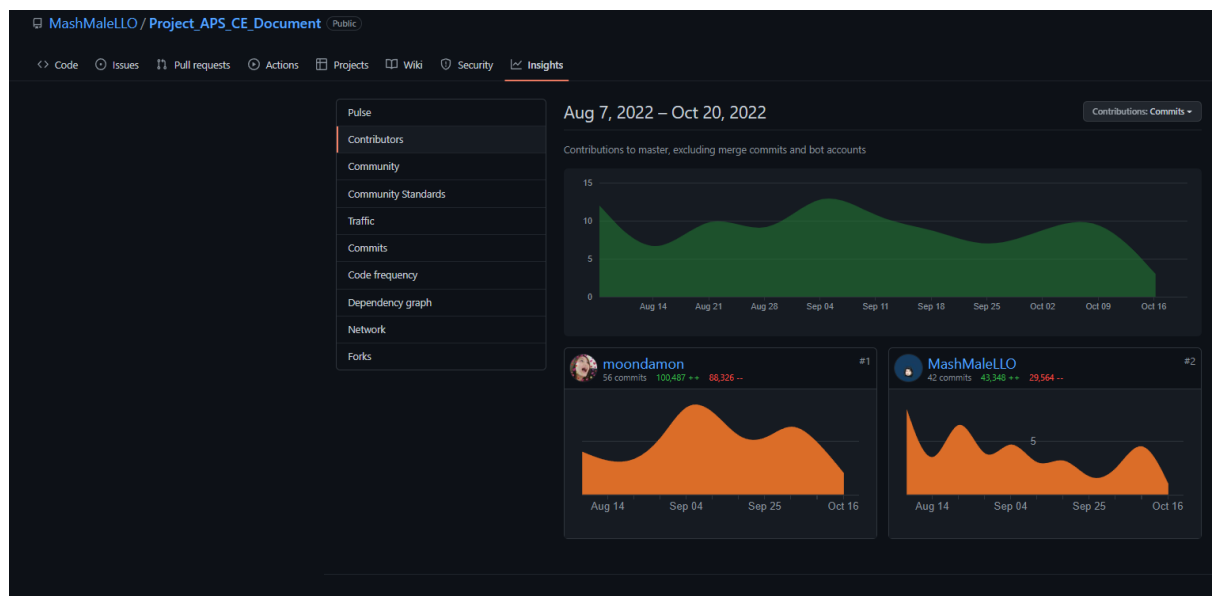 MashMaleLLO / Project_APS_CE_Document Public
Code Issues Pull requests Actions Projects Wiki Security Insights
Pulse
Contributors
Community
Community Standards
Traffic
Commits
Code frequency
Dependency graph
Network
Forks
Aug 7, 2022 – Oct 20, 2022
Contributions: Commits
Contributions to master, excluding merge commits and bot accounts
15
10
5
0
Aug 14 Aug 21 Aug 28 Sep 04 Sep 11 Sep 18 Sep 25 Oct 02 Oct 09 Oct 16
moondamon #1
56 commits 100,487 ++ 88,326 --
Aug 14 Sep 04 Sep 25 Oct 16
MashMaleLLO #2
42 commits 43,348 ++ 29,564 --
5
Aug 14 Sep 04 Sep 25 Oct 16